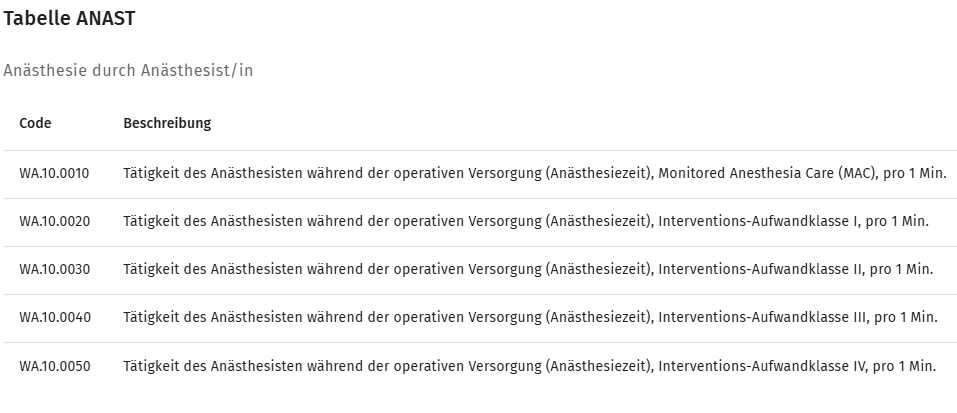 Tabelle ANAST
Anästhesie durch Anästhesist/in
Code Beschreibung
WA.10.0010 Tätigkeit des Anästhesisten während der operativen Versorgung (Anästhesiezeit), Monitored Anesthesia Care (MAC), pro 1 Min.
WA.10.0020 Tätigkeit des Anästhesisten während der operativen Versorgung (Anästhesiezeit), Interventions-Aufwandklasse I, pro 1 Min.
WA.10.0030 Tätigkeit des Anästhesisten während der operativen Versorgung (Anästhesiezeit), Interventions-Aufwandklasse II, pro 1 Min.
WA.10.0040 Tätigkeit des Anästhesisten während der operativen Versorgung (Anästhesiezeit), Interventions-Aufwandklasse III, pro 1 Min.
WA.10.0050 Tätigkeit des Anästhesisten während der operativen Versorgung (Anästhesiezeit), Interventions-Aufwandklasse IV, pro 1 Min.